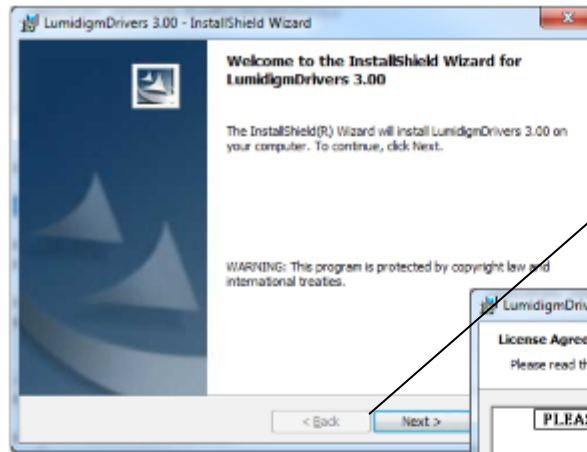 LumidigmDrivers 3.00 - InstallShield Wizard
Welcome to the InstallShield Wizard for
LumidigmDrivers 3.00
The InstallShield(R) Wizard will install LumidigmDrivers 3.00 on
your computer. To continue, click Next.
WARNING: This program is protected by copyright law and
international treaties.
< Back
Next >
LumidigmDriv
License Agree
Please read th
PLEAS